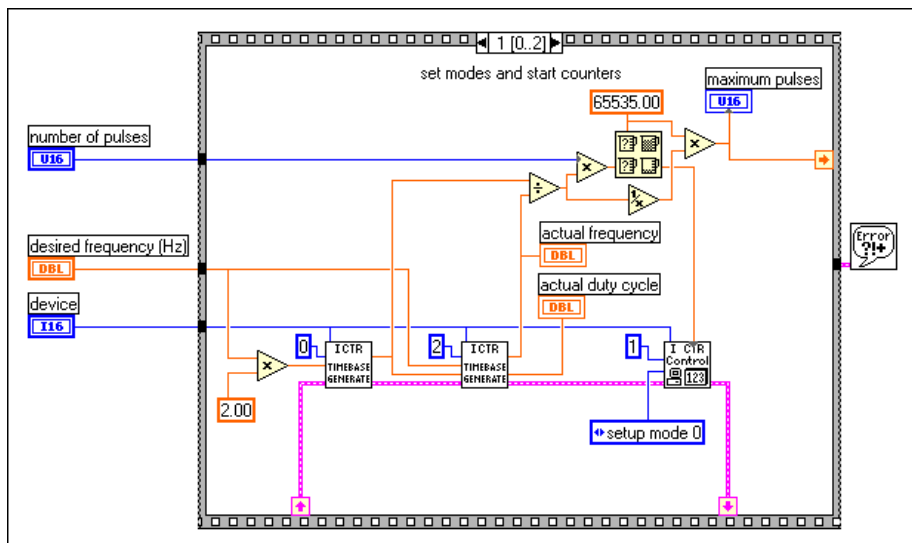 1 [0..2]
set modes and start counters
maximum pulses
U16
65535.00
number of pulses
U16
actual frequency
DBL
desired frequency (Hz)
DBL
actual duty cycle
DBL
device
I16
Error
?!+
0
ICTR
TIMEBASE
GENERATE
2
ICTR
TIMEBASE
GENERATE
1
I CTR
Control
123
2.00
setup mode 0
÷
x
x
1/x
x
? ?